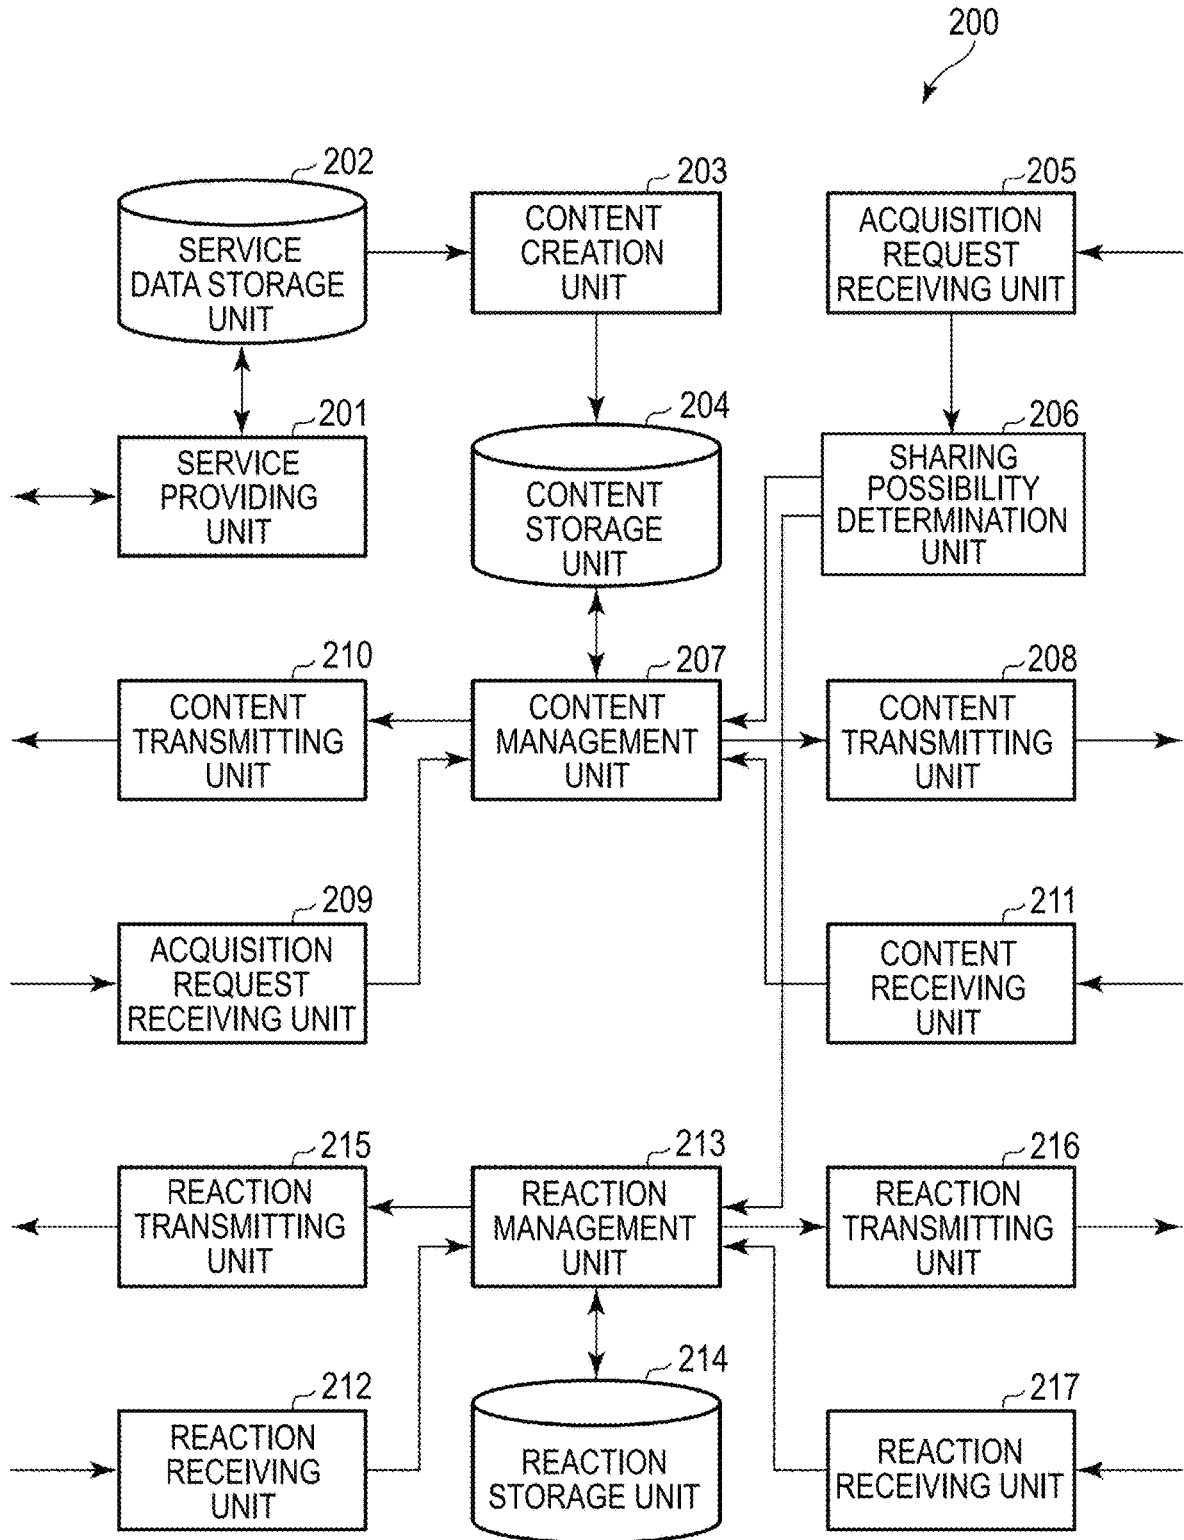 200
202
SERVICE
DATA STORAGE
UNIT
203
CONTENT
CREATION
UNIT
205
ACQUISITION
REQUEST
RECEIVING UNIT
201
SERVICE
PROVIDING
UNIT
204
CONTENT
STORAGE
UNIT
206
SHARING
POSSIBILITY
DETERMINATION
UNIT
210
CONTENT
TRANSMITTING
UNIT
207
CONTENT
MANAGEMENT
UNIT
208
CONTENT
TRANSMITTING
UNIT
209
ACQUISITION
REQUEST
RECEIVING UNIT
211
CONTENT
RECEIVING
UNIT
215
REACTION
TRANSMITTING
UNIT
213
REACTION
MANAGEMENT
UNIT
216
REACTION
TRANSMITTING
UNIT
212
REACTION
RECEIVING
UNIT
214
REACTION
STORAGE UNIT
217
REACTION
RECEIVING UNIT